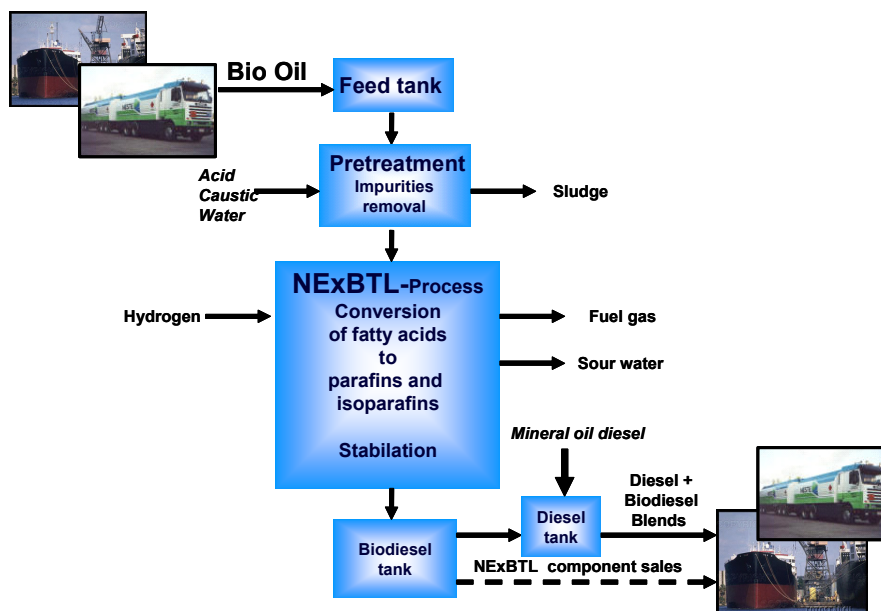 Bio Oil
Feed tank
Pretreatment
Impurities
removal
Acid
Caustic
Water
Sludge
NExBTL-Process
Conversion
of fatty acids
to
parafins and
isoparafins
Stabilation
Hydrogen
Fuel gas
Sour water
Mineral oil diesel
Diesel +
Biodiesel
Blends
Diesel
tank
Biodiesel
tank
NExBTL component sales